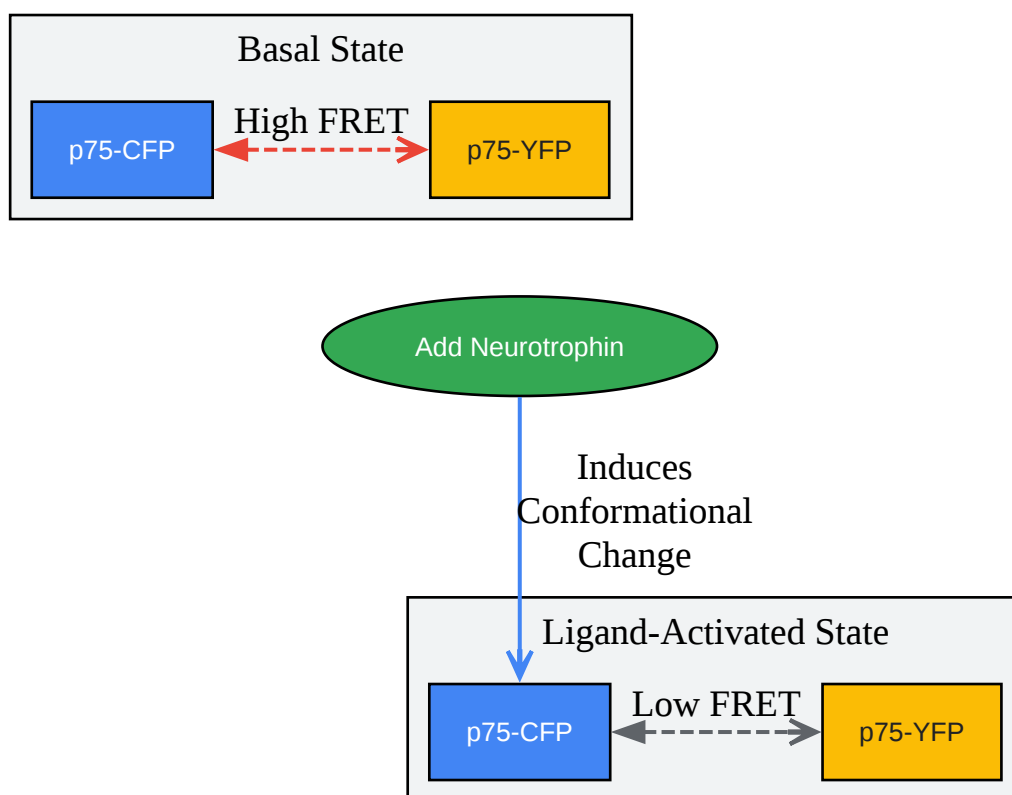 Basal State
p75-CFP
High FRET
p75-YFP
Add Neurotrophin
Induces
Conformational
Change
Ligand-Activated State
p75-CFP
Low FRET
p75-YFP